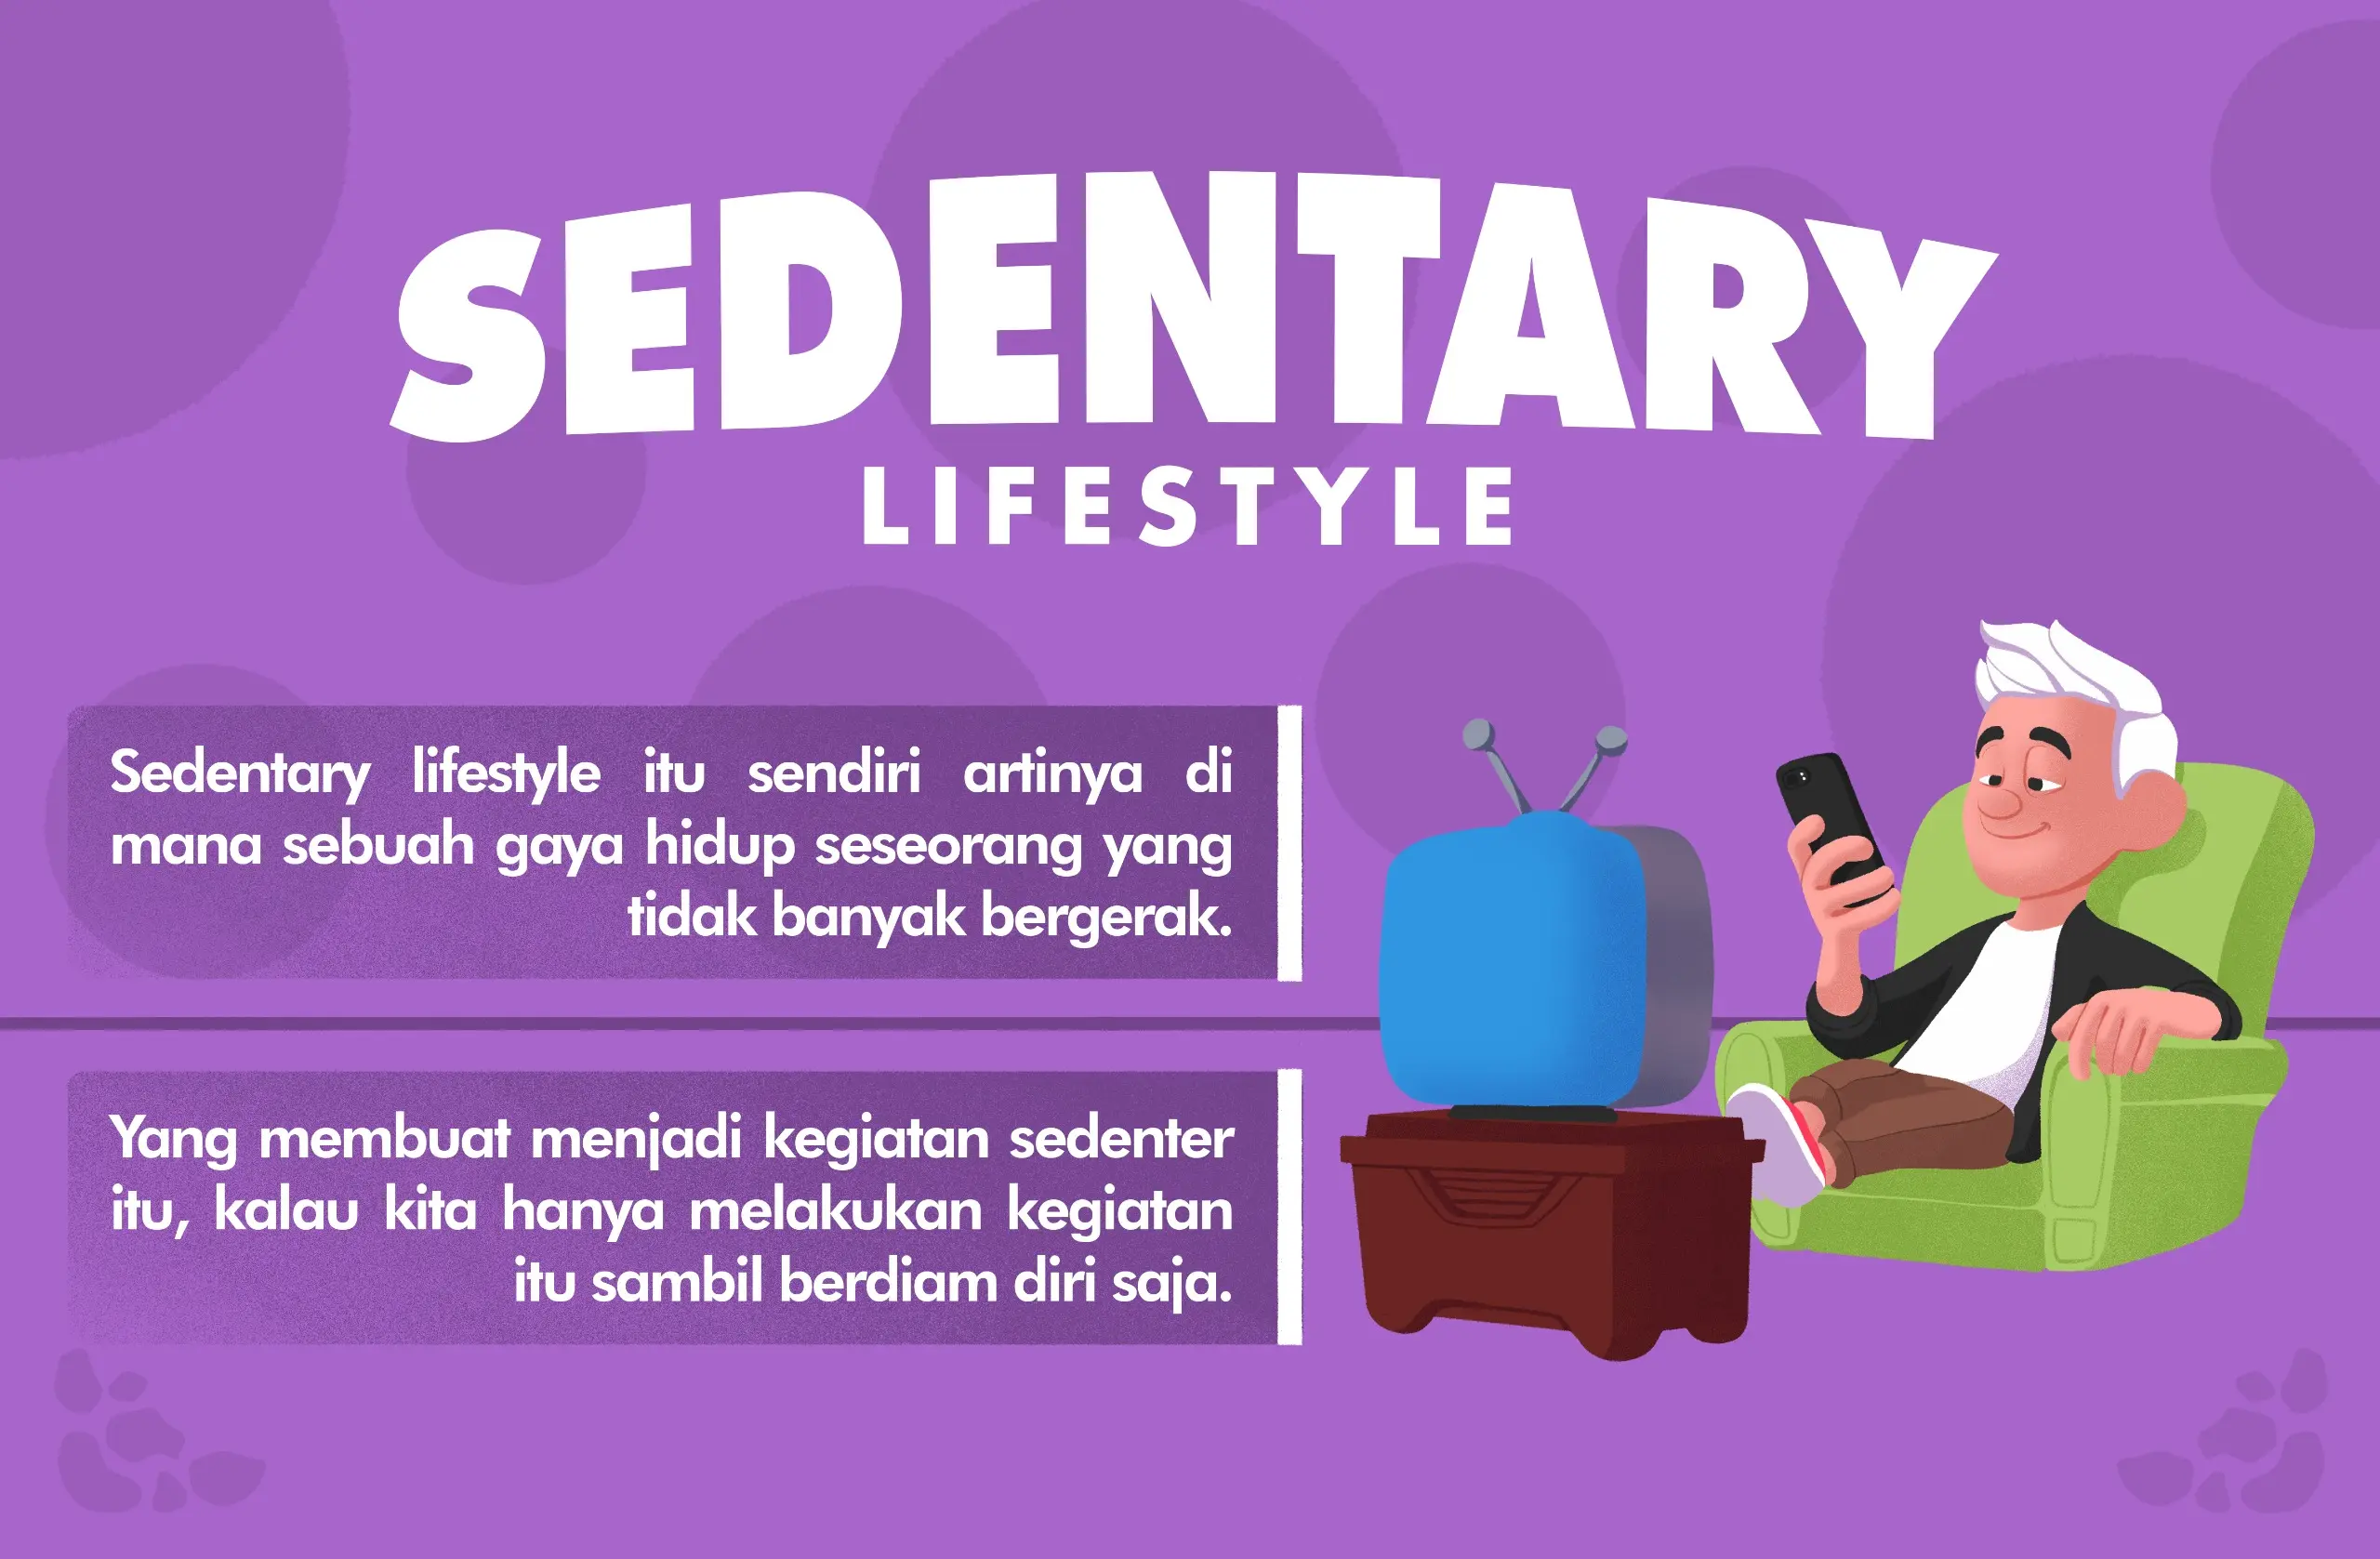 SEDENTARY
LIFESTYLE
Sedentary lifestyle itu sendiri artinya di
mana sebuah gaya hidup seseorang yang
tidak banyak bergerak.
Yang membuat menjadi kegiatan sedenter
itu, kalau kita hanya melakukan kegiatan
itu sambil berdiam diri saja.